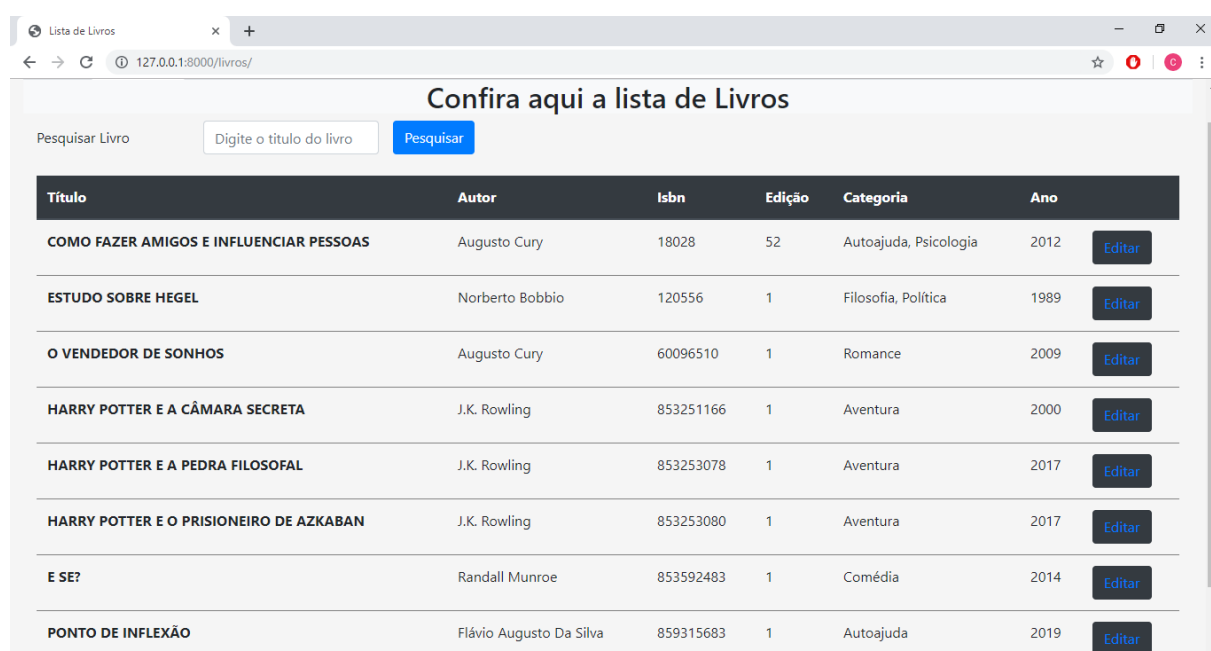 Lista de Livros
127.0.0.1:8000/livros/
C
Confira aqui a lista de Livros
Pesquisar Livro Digite o titulo do livro Pesquisar
Título Autor Isbn Edição Categoria Ano
COMO FAZER AMIGOS E INFLUENCIAR PESSOAS Augusto Cury 18028 52 Autoajuda, Psicologia 2012 Editar
ESTUDO SOBRE HEGEL Norberto Bobbio 120556 1 Filosofia, Política 1989 Editar
O VENDEDOR DE SONHOS Augusto Cury 60096510 1 Romance 2009 Editar
HARRY POTTER E A CÂMARA SECRETA J.K. Rowling 853251166 1 Aventura 2000 Editar
HARRY POTTER E A PEDRA FILOSOFAL J.K. Rowling 853253078 1 Aventura 2017 Editar
HARRY POTTER E O PRISIONEIRO DE AZKABAN J.K. Rowling 853253080 1 Aventura 2017 Editar
E SE? Randall Munroe 853592483 1 Comédia 2014 Editar
PONTO DE INFLEXÃO Flávio Augusto Da Silva 859315683 1 Autoajuda 2019 Editar